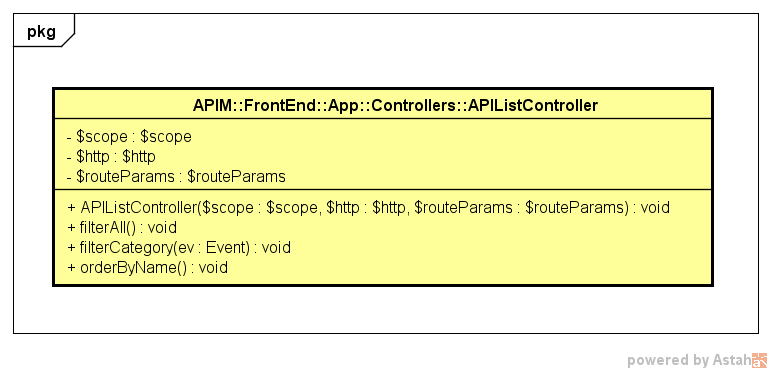 pkg
APIM::FrontEnd::App::Controllers::APIListController
- $scope : $scope
- $http : $http
- $routeParams : $routeParams
+ APIListController($scope : $scope, $http : $http, $routeParams : $routeParams) : void
+ filterAll() : void
+ filterCategory(ev : Event) : void
+ orderByName() : void
powered by Astah